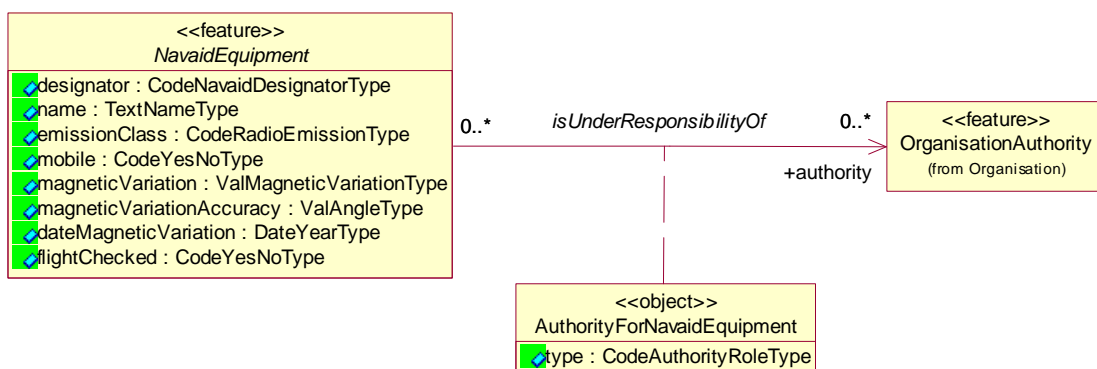 <<feature>>
NavaidEquipment
designator : CodeNavaidDesignatorType
name : TextNameType
emissionClass : CodeRadioEmissionType
mobile : CodeYesNoType
magneticVariation : ValMagneticVariationType
magneticVariationAccuracy : ValAngleType
dateMagneticVariation : DateYearType
flightChecked : CodeYesNoType
0..*
isUnderResponsibilityOf
0..*
+authority
<<feature>>
OrganisationAuthority
(from Organisation)
<<object>>
AuthorityForNavaidEquipment
type : CodeAuthorityRoleType